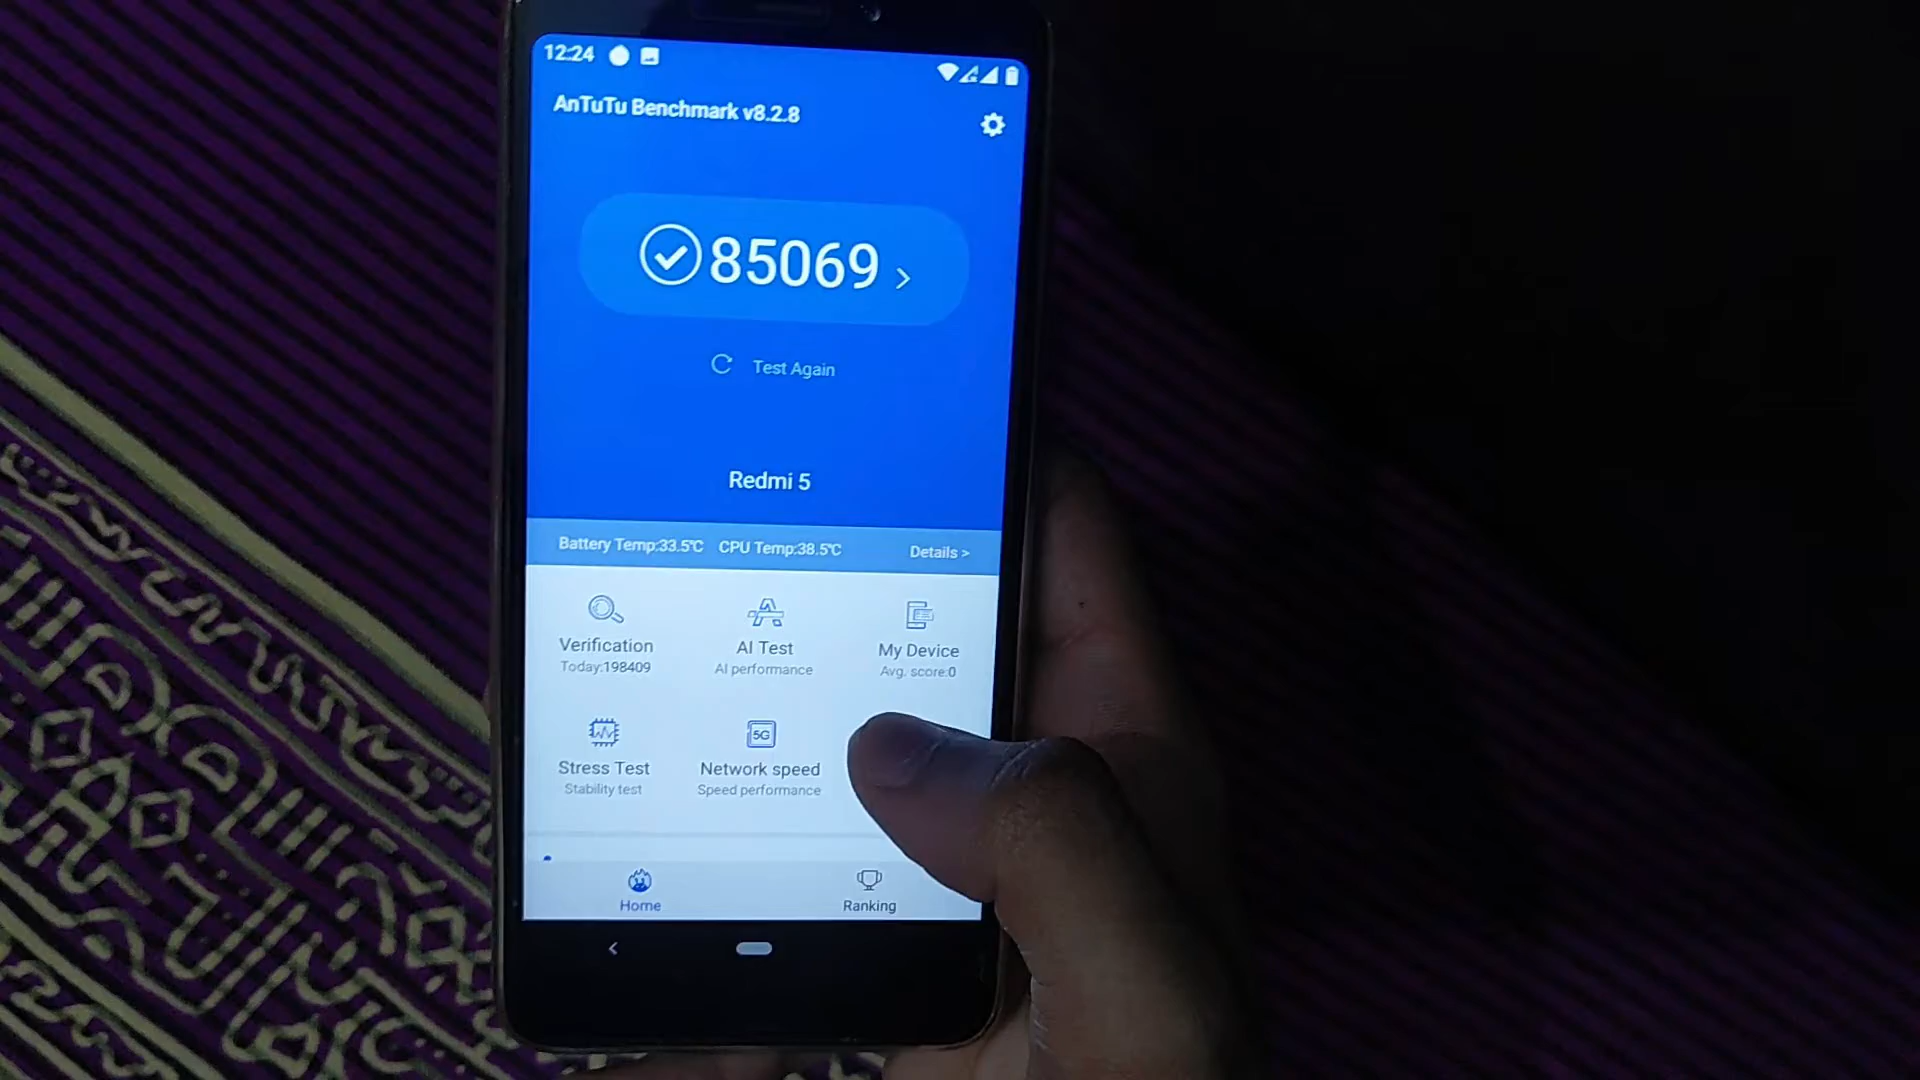 12:24
AnTuTu Benchmark v8.2.8
85069 >
Test Again
Redmi 5
Battery Temp:33.5℃ CPU Temp:38.5℃ Details >
Verification AI Test My Device
Today:198409 AI performance Avg. score:0
5G
Stress Test Network speed
Stability test Speed performance
Home Ranking